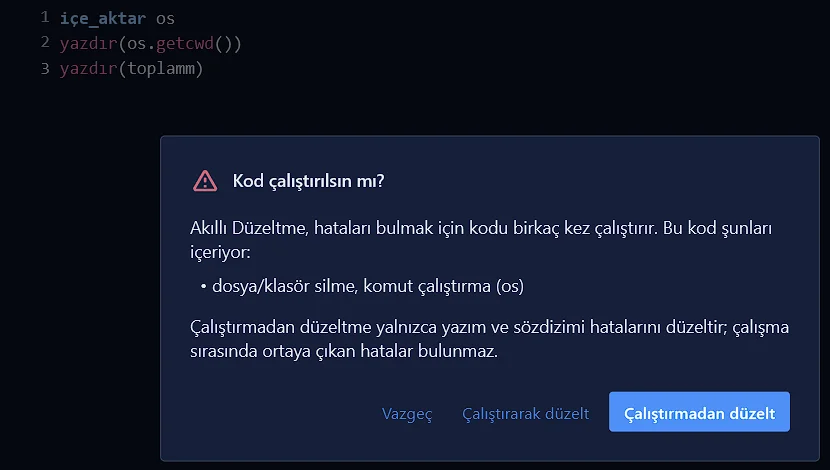 1 içe_aktar os
2 yazdır(os.getcwd())
3 yazdır(toplamm)
Kod çalıştırılsın mı?
Akıllı Düzeltme, hataları bulmak için kodu birkaç kez çalıştırır. Bu kod şunları
içeriyor:
• dosya/klasör silme, komut çalıştırma (os)
Çalıştırmadan düzeltme yalnızca yazım ve sözdizimi hatalarını düzeltir; çalışma
sırasında ortaya çıkan hatalar bulunmaz.
Vazgeç Çalıştırarak düzelt Çalıştırmadan düzelt